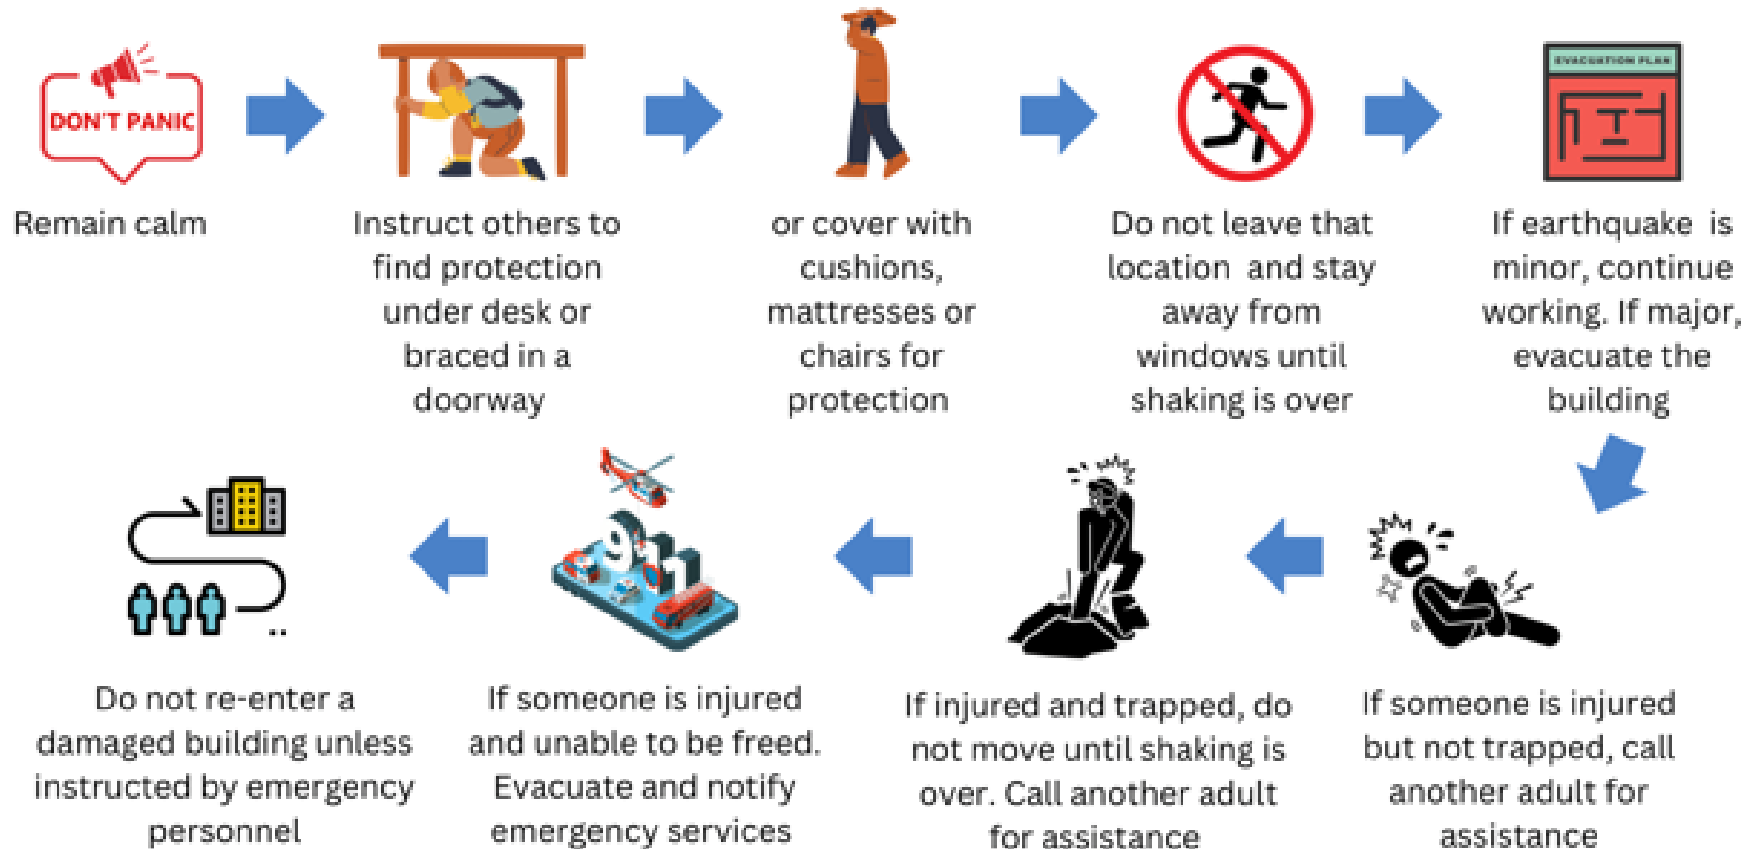 DON'T PANIC
Remain calm
Instruct others to
find protection
under desk or
braced in a
doorway
or cover with
cushions,
mattresses or
chairs for
protection
Do not leave that
location and stay
away from
windows until
shaking is over
EVACUATION PLAN
If earthquake is
minor, continue
working. If major,
evacuate the
building
If someone is injured
but not trapped, call
another adult for
assistance
If injured and trapped, do
not move until shaking is
over. Call another adult
for assistance
911
If someone is injured
and unable to be freed.
Evacuate and notify
emergency services
Do not re-enter a
damaged building unless
instructed by emergency
personnel